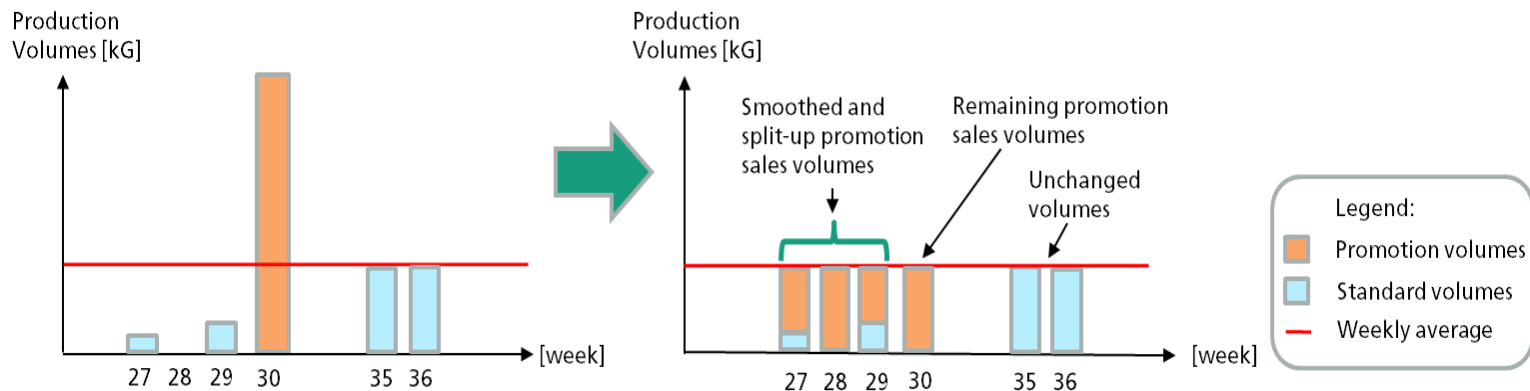 Production
Volumes [kG]
27 28 29 30 35 36
[week]
Production
Volumes [kG]
Smoothed and
split-up promotion
sales volumes
Remaining promotion
sales volumes
Unchanged
volumes
27 28 29 30 35 36
[week]
Legend:
Promotion volumes
Standard volumes
Weekly average